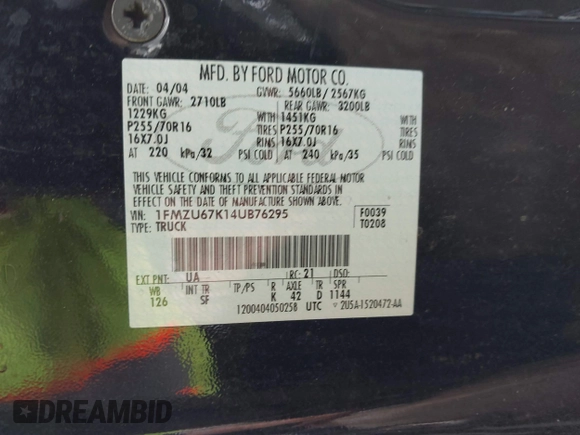 MFD. BY FORD MOTOR CO.
DATE: 04/04 GVWR: 5660LB/ 2567KG
FRONT GAWR: 2710LB REAR GAWR: 3200LB
1229KG WITH 1451KG WITH
P255/70R16 TIRES P255/70R16 TIRES
16X7.0J RIMS 16X7.0J RIMS
AT 220 kPa/32 PSI COLD AT 240 kPa/35 PSI COLD
THIS VEHICLE CONFORMS TO ALL APPLICABLE FEDERAL MOTOR
VEHICLE SAFETY AND THEFT PREVENTION STANDARDS IN
EFFECT ON THE DATE OF MANUFACTURE SHOWN ABOVE.
VIN: 1FMZU67K14UB76295 F0039
TYPE: TRUCK T0208
EXT PNT: UA RC: 21 DSO:
WB INT TR TP/PS R AXLE TR SPR
126 SF K 42 D 1144
1200404050258 UTC 2U5A-1520472-AA
Ford
DREAMBID